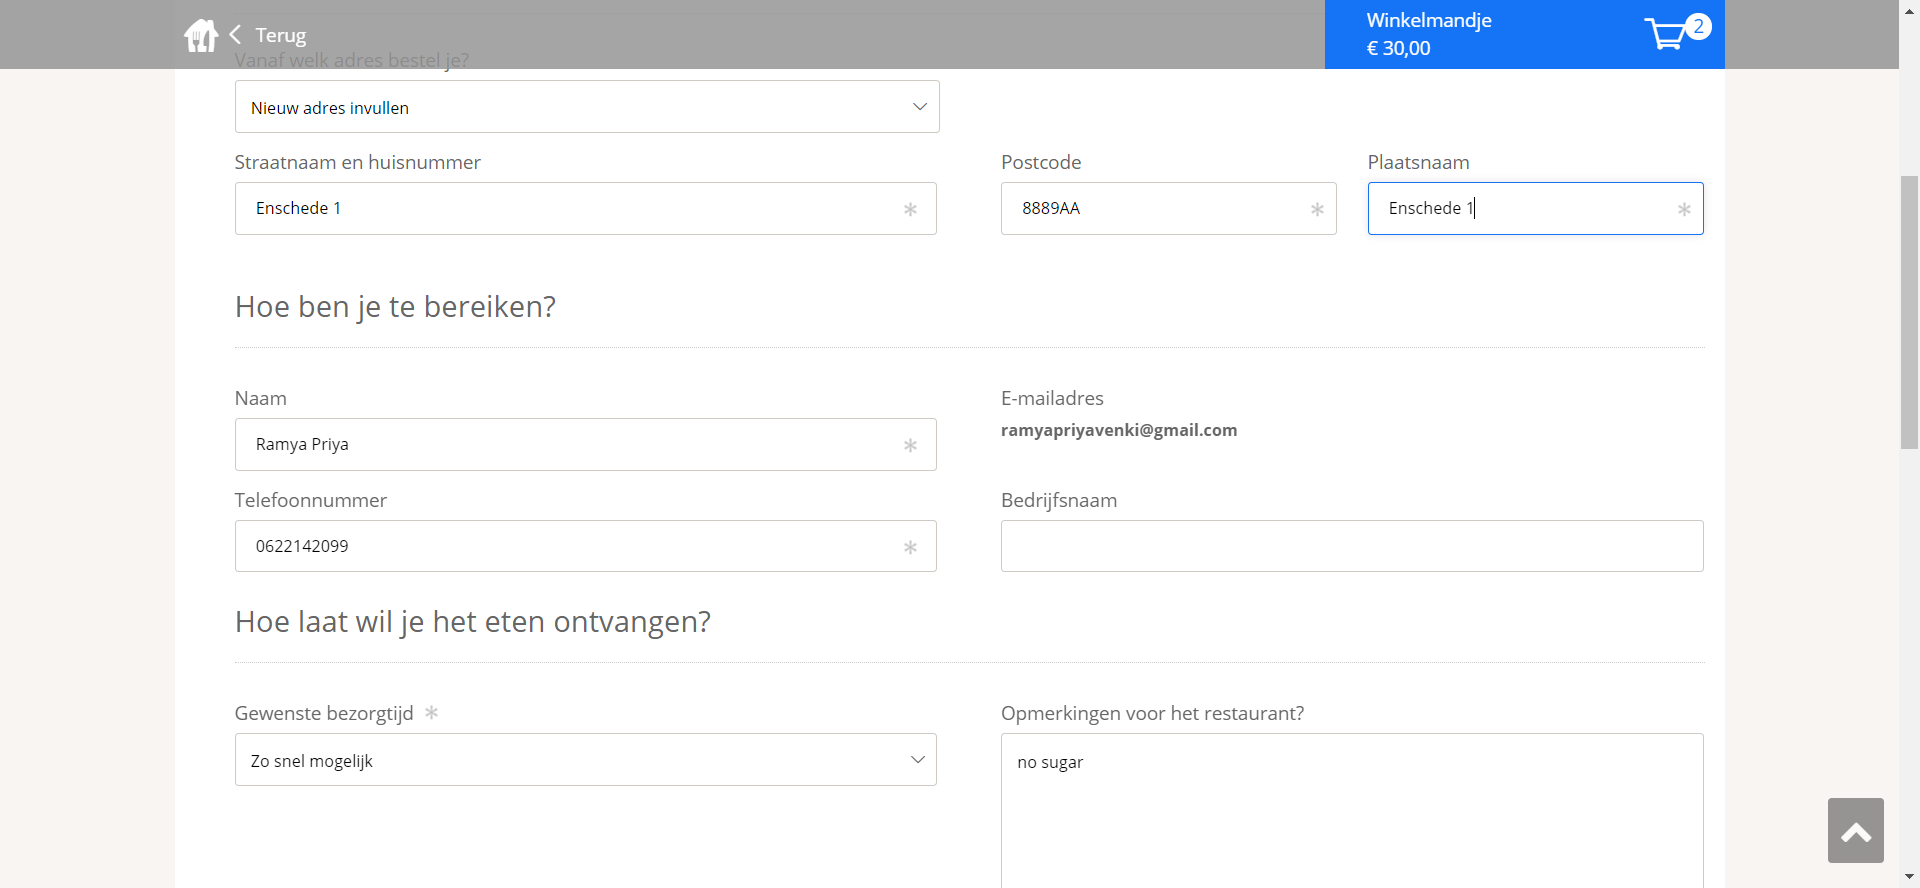 Terug
Winkelmandje
€ 30,00
2
Vanaf welk adres bestel je?
Nieuw adres invullen
Straatnaam en huisnummer
Postcode
Plaatsnaam
Enschede 1
8889AA
Enschede 1
Hoe ben je te bereiken?
Naam
E-mailadres
Ramya Priya
ramyapriyavenki@gmail.com
Telefoonnummer
Bedrijfsnaam
0622142099
Hoe laat wil je het eten ontvangen?
Gewenste bezorgtijd
Opmerkingen voor het restaurant?
Zo snel mogelijk
no sugar